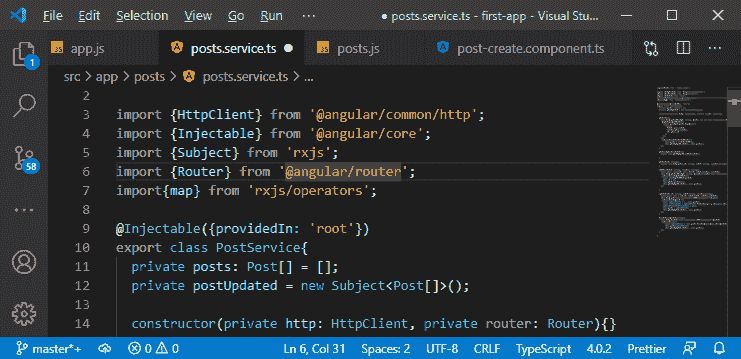 File Edit View Go Run ··· ● posts.service.ts - first-app - Visual Stu...
app.js posts.service.ts ● posts.js post-create.component.ts ···
src > app > posts > posts.service.ts > ...
2
3 import {HttpClient} from '@angular/common/http';
4 import {Injectable} from '@angular/core';
5 import {Subject} from 'rxjs';
6 import {Router} from '@angular/router';
7 import{map} from 'rxjs/operators';
8
9 @Injectable({providedIn: 'root'})
10 export class PostService{
11 private posts: Post[] = [];
12 private postUpdated = new Subject<Post[]>();
13
14 constructor(private http: HttpClient, private router: Router){}
1
58
master*+ 0 0 Ln 6, Col 31 Spaces: 2 UTF-8 CRLF TypeScript 4.0.2 Prettier